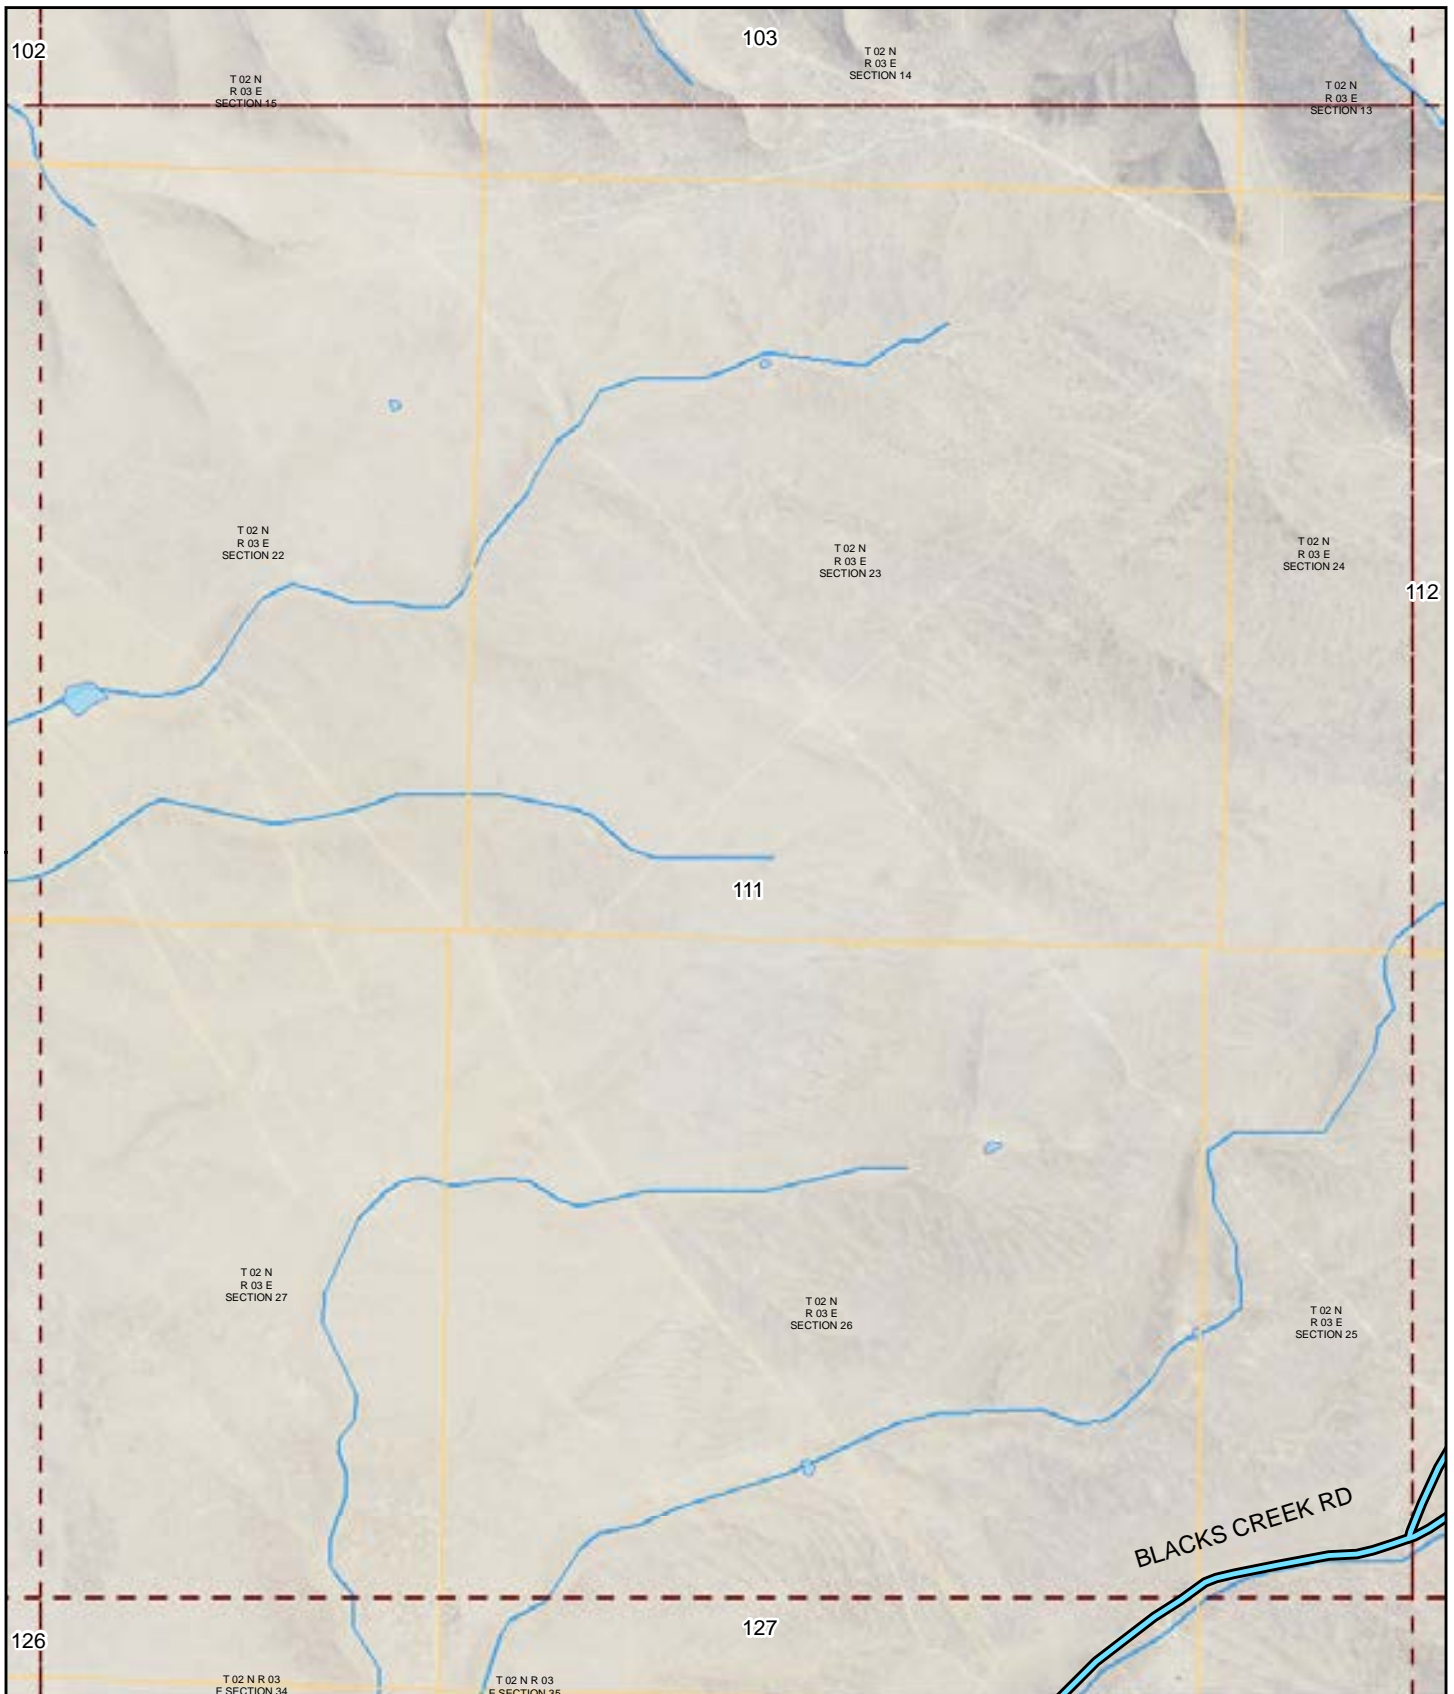 102
103
T 02 N
R 03 E
SECTION 14
T 02 N
R 03 E
SECTION 15
T 02 N
R 03 E
SECTION 13
T 02 N
R 03 E
SECTION 22
T 02 N
R 03 E
SECTION 23
T 02 N
R 03 E
SECTION 24
112
111
T 02 N
R 03 E
SECTION 27
T 02 N
R 03 E
SECTION 26
T 02 N
R 03 E
SECTION 25
BLACKS CREEK RD
126
127
T 02 N R 03
E SECTION 34
T 02 N R 03
E SECTION 35